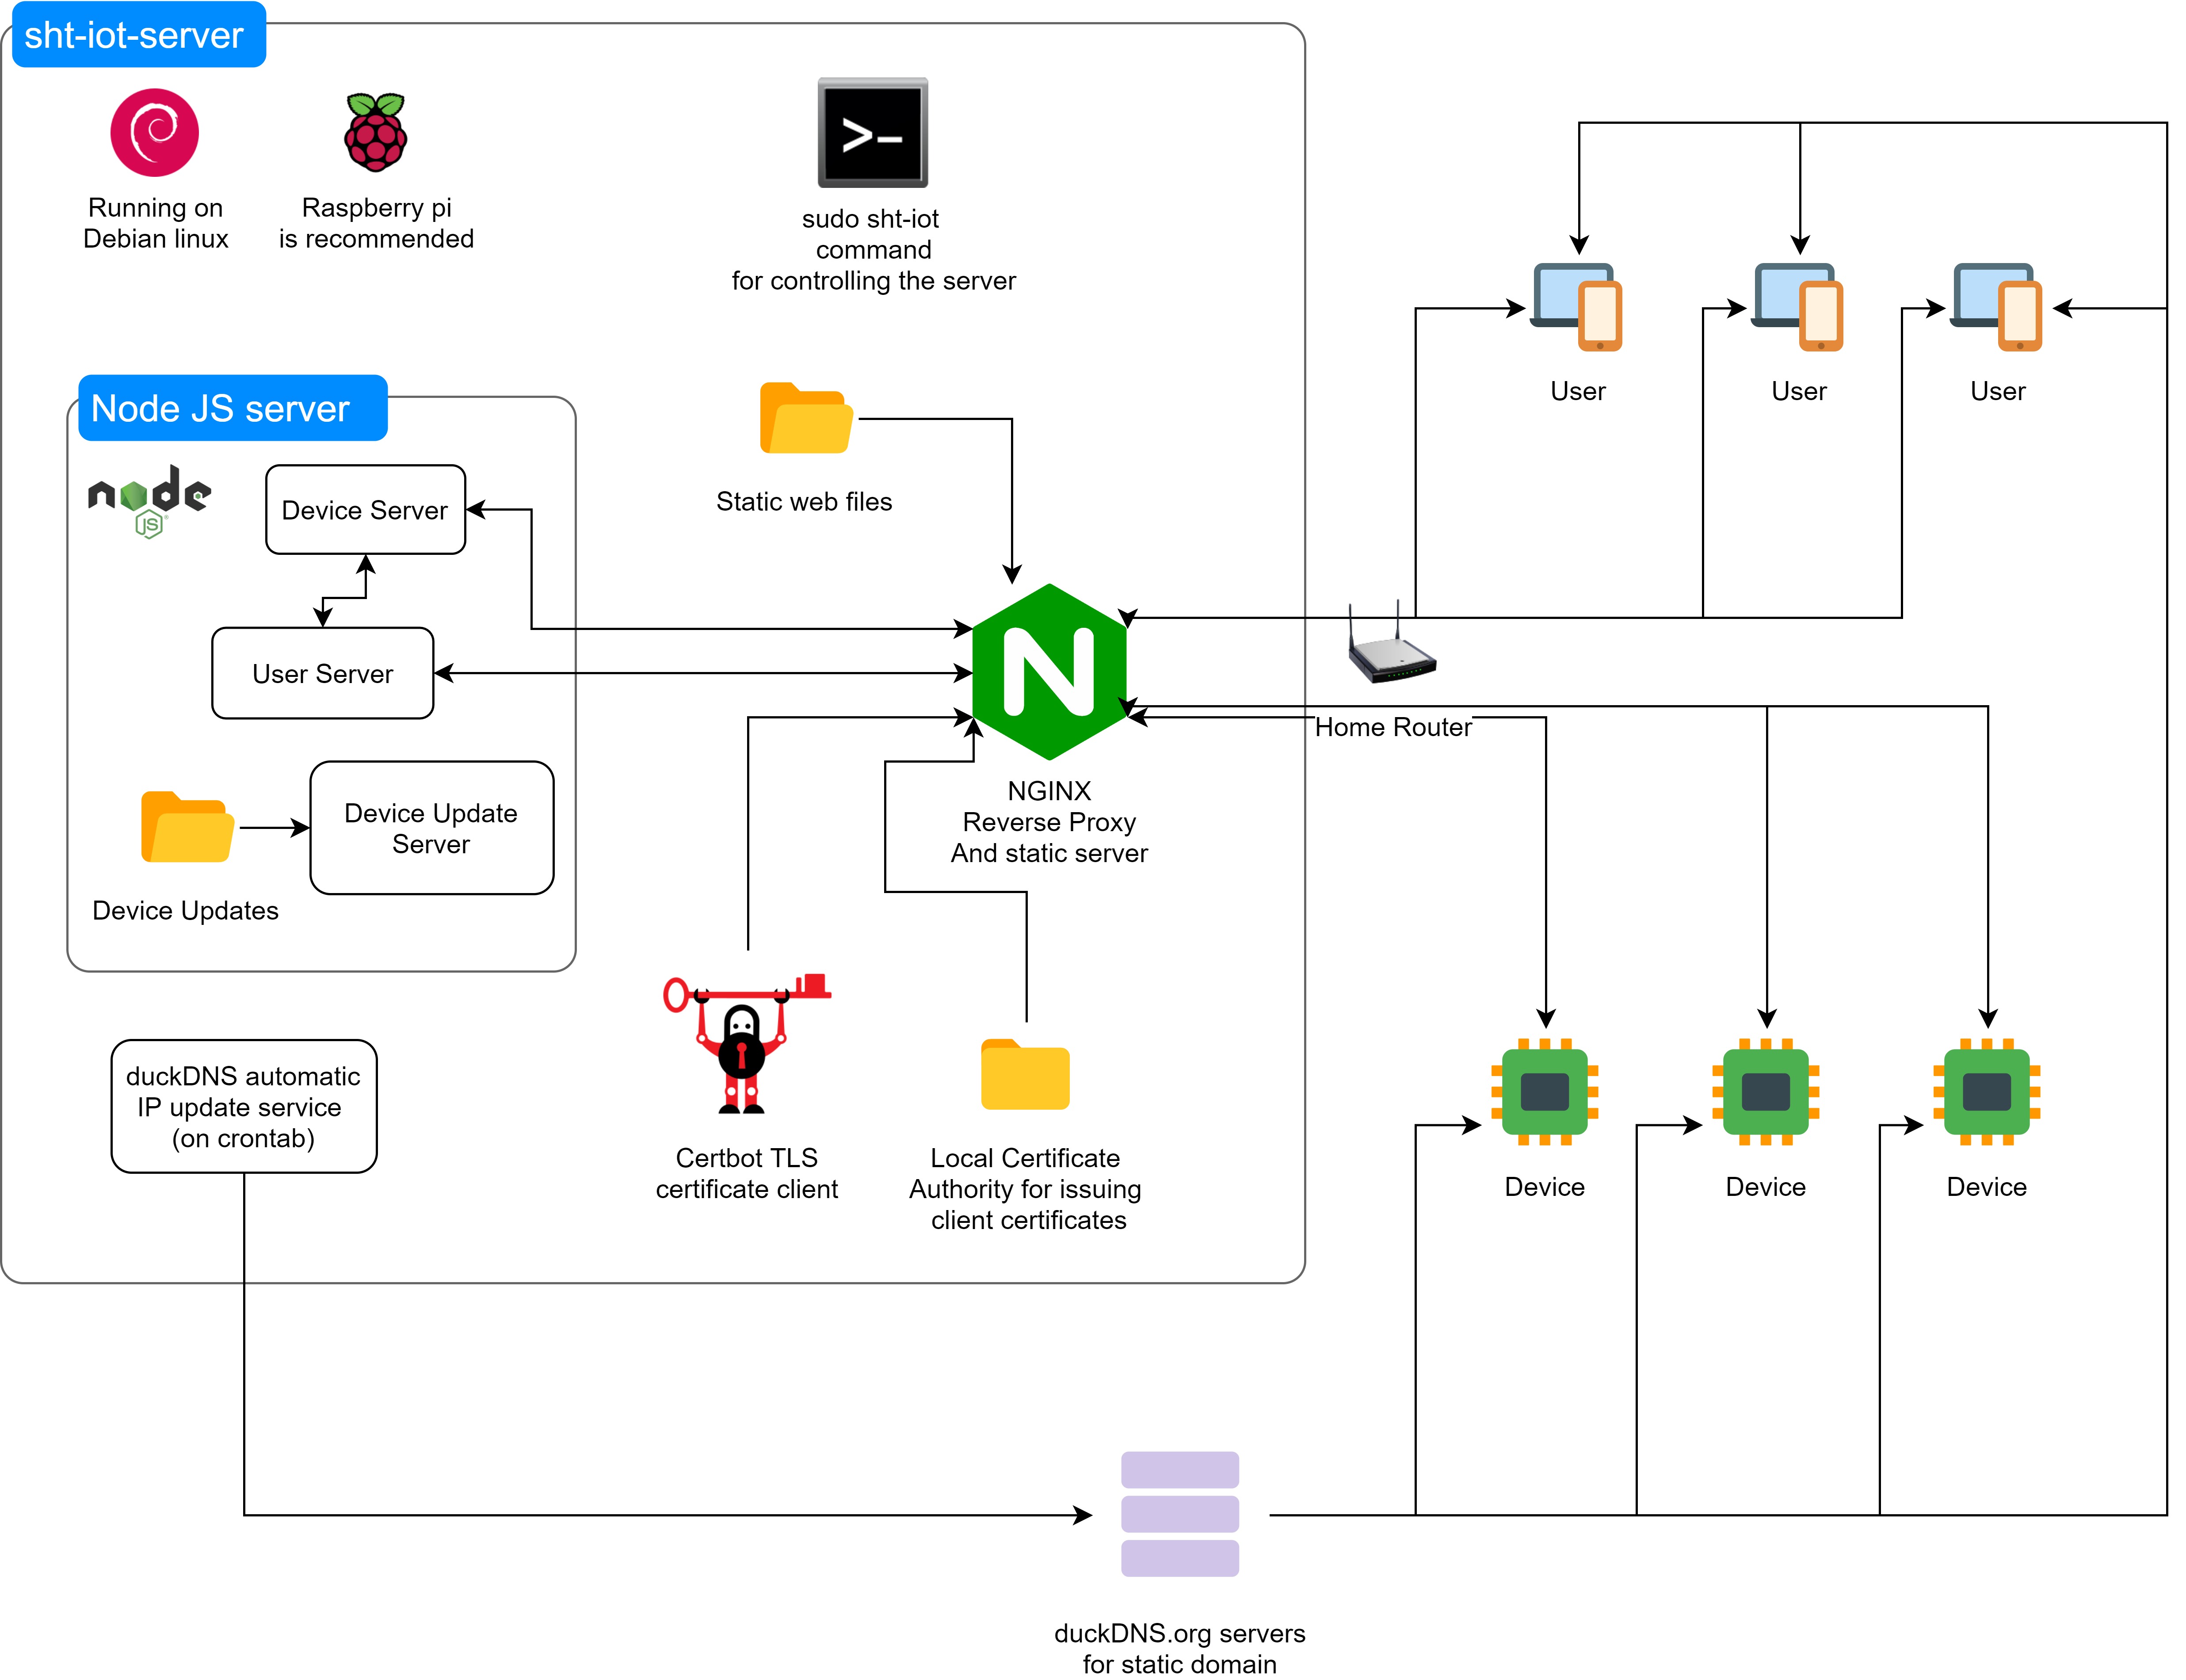 sht-iot-server
Running on
Debian linux
Raspberry pi
is recommended
>-
sudo sht-iot
command
for controlling the server
User
User
User
Node JS server
node
JS
Device Server
Static web files
User Server
N
Home Router
NGINX
Reverse Proxy
And static server
Device Update
Server
Device Updates
duckDNS automatic
IP update service
(on crontab)
Certbot TLS
certificate client
Local Certificate
Authority for issuing
client certificates
Device
Device
Device
duckDNS.org servers
for static domain